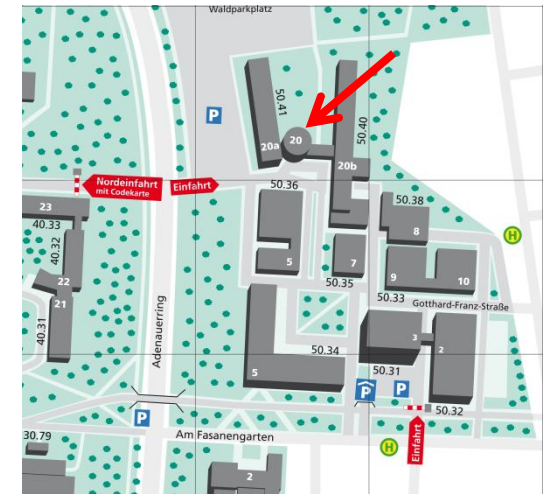 Waldparkplatz
50.41
50.40
P
20
20a
20b
Nordeinfahrt
mit Codekarte
Einfahrt
50.36
50.38
23
40.33
8
H
40.32
5
7
9
10
22
50.35
50.33
21
Gotthard-Franz-Straße
40.31
Adenauerring
3
2
50.34
50.31
5
P
P
P
50.32
30.79
Am Fasanengarten
H
Einfahrt
2